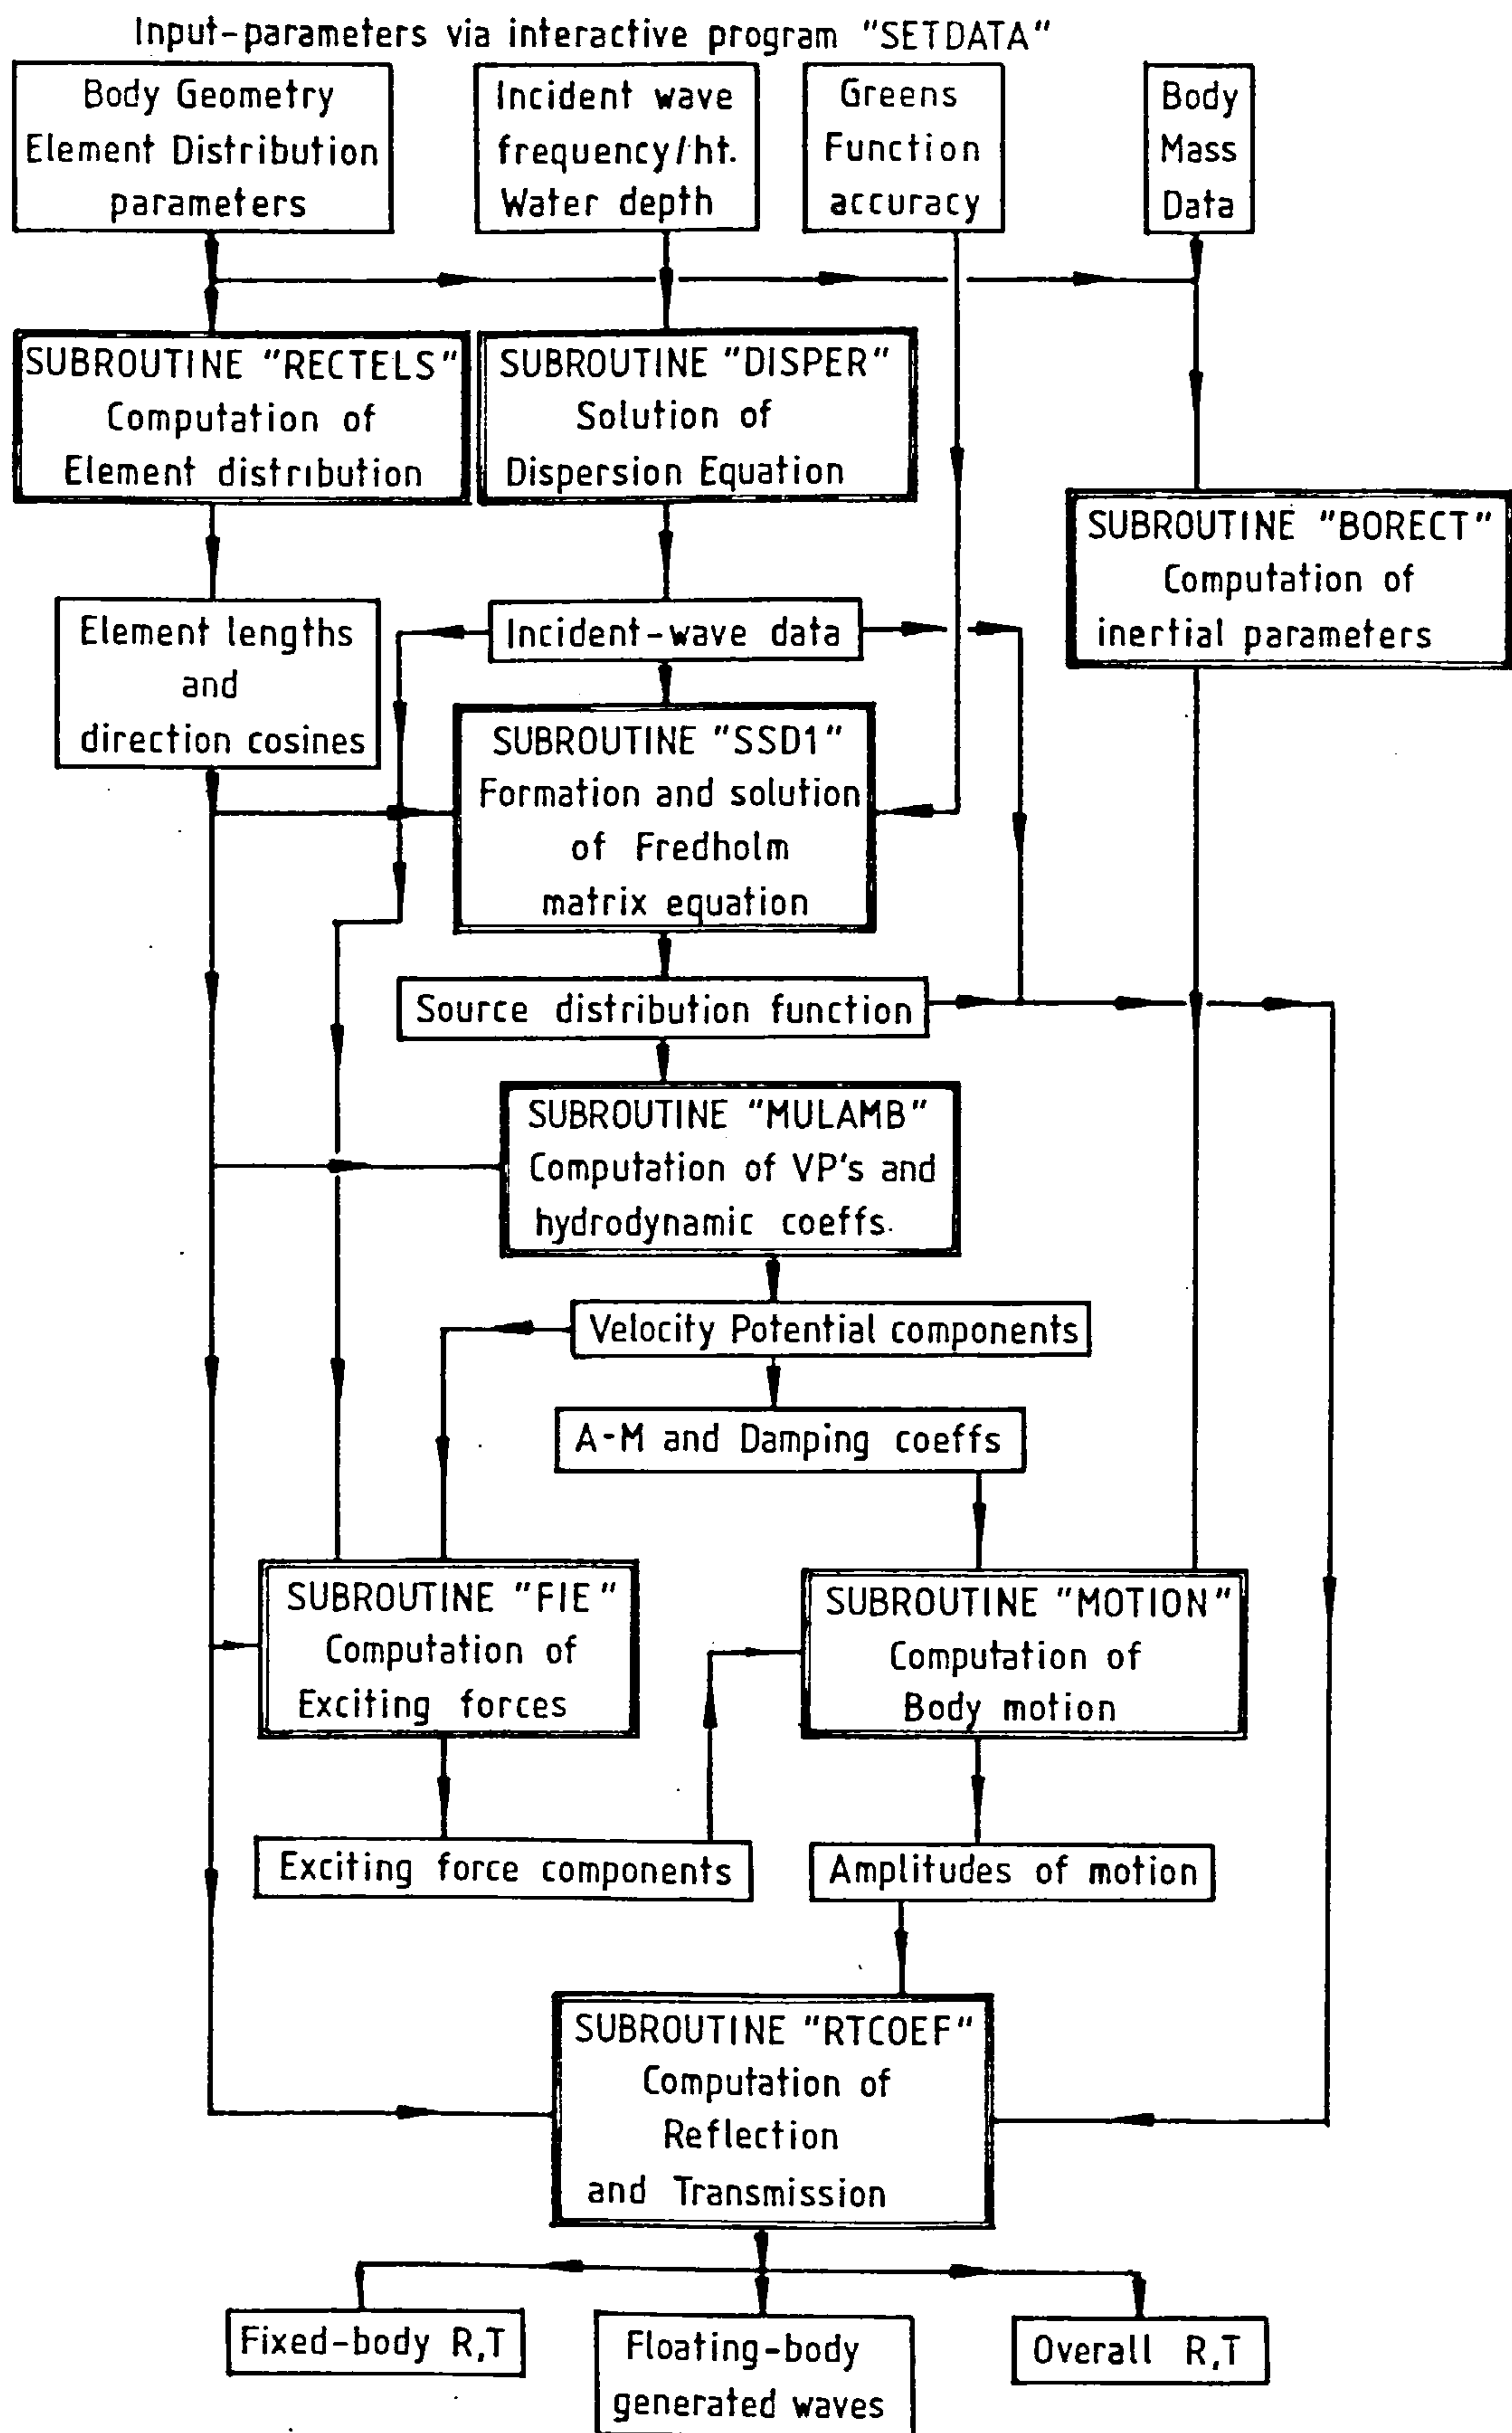 Input-parameters via interactive program "SETDATA"
Body Geometry
Element Distribution
parameters
Incident wave
frequency/ht.
Water depth
Greens
Function
accuracy
Body
Mass
Data
SUBROUTINE "RECTELS"
Computation of
Element distribution
SUBROUTINE "DISPER"
Solution of
Dispersion Equation
SUBROUTINE "BORECT"
Computation of
inertial parameters
Element lengths
and
direction cosines
Incident-wave data
SUBROUTINE "SSD1"
Formation and solution
of Fredholm
matrix equation
Source distribution function
SUBROUTINE "MULAMB"
Computation of VP's and
hydrodynamic coeffs.
Velocity Potential components
A-M and Damping coeffs
SUBROUTINE "FIE"
Computation of
Exciting forces
SUBROUTINE "MOTION"
Computation of
Body motion
Exciting force components
Amplitudes of motion
SUBROUTINE "RTCOEF"
Computation of
Reflection
and Transmission
Fixed-body R,T
Floating-body
generated waves
Overall R,T